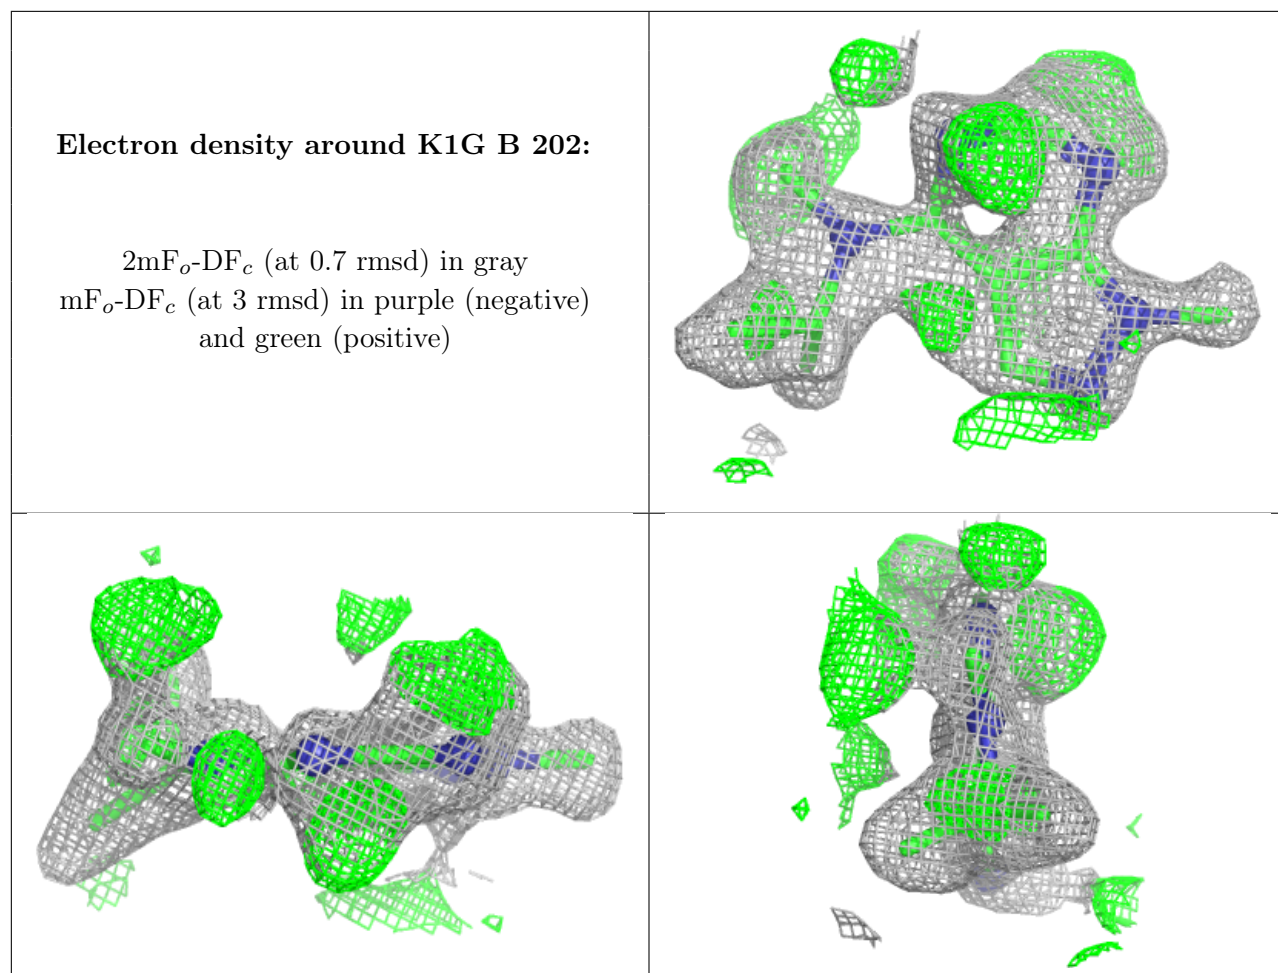 Electron density around K1G B 202:
2mFo-DFc (at 0.7 rmsd) in gray
mFo-DFc (at 3 rmsd) in purple (negative)
and green (positive)